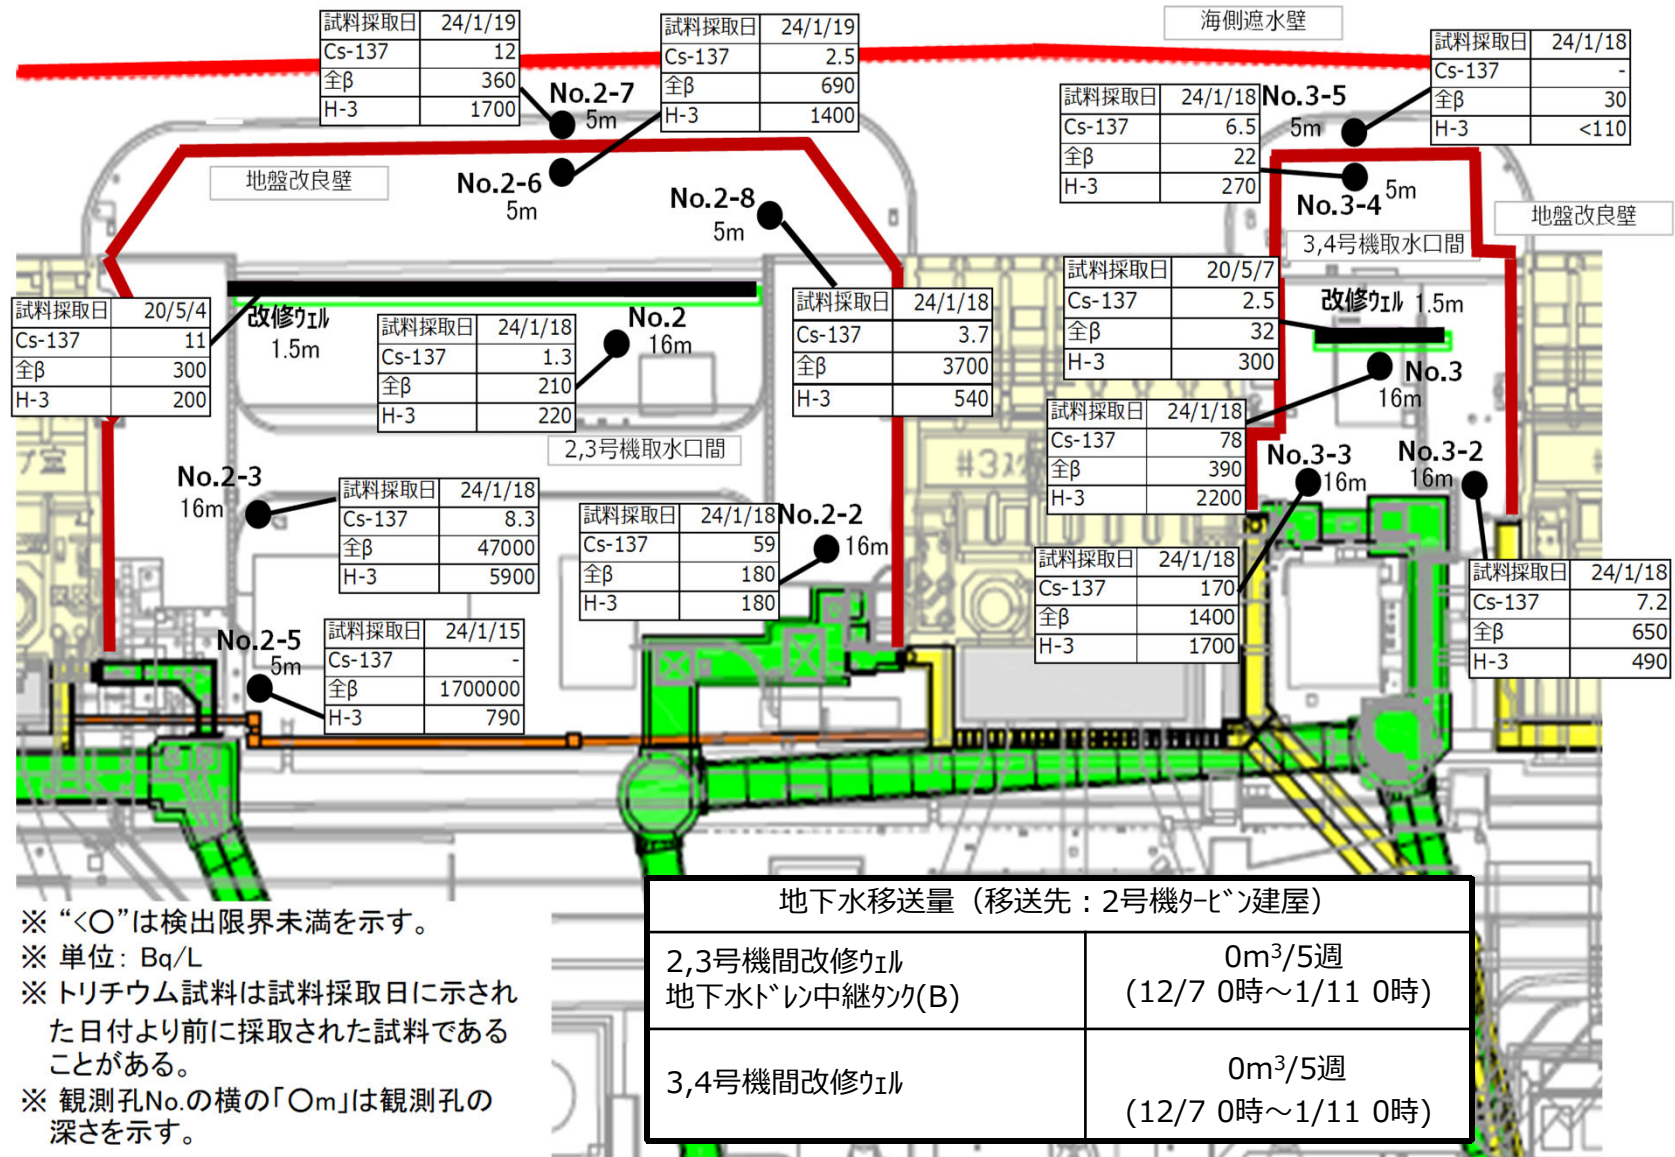 海側遮水壁
試料採取日 24/1/19
Cs-137 12
全β 360
H-3 1700
No.2-7
5m
試料採取日 24/1/19
Cs-137 2.5
全β 690
H-3 1400
No.2-6
5m
地盤改良壁
No.2-8
5m
試料採取日 24/1/18
Cs-137 3.7
全β 3700
H-3 540
試料採取日 24/1/18
Cs-137 6.5
全β 22
H-3 270
No.3-5
5m
試料採取日 24/1/18
Cs-137 -
全β 30
H-3 <110
No.3-4
5m
地盤改良壁
3,4号機取水口間
試料採取日 20/5/4
Cs-137 11
全β 300
H-3 200
改修ｳｪﾙ
1.5m
試料採取日 24/1/18
Cs-137 1.3
全β 210
H-3 220
No.2
16m
2,3号機取水口間
試料採取日 20/5/7
Cs-137 2.5
全β 32
H-3 300
改修ｳｪﾙ 1.5m
試料採取日 24/1/18
Cs-137 78
全β 390
H-3 2200
No.3
16m
No.2-3
16m
試料採取日 24/1/18
Cs-137 8.3
全β 47000
H-3 5900
試料採取日 24/1/18
Cs-137 59
全β 180
H-3 180
No.2-2
16m
#3ｽｸ
No.3-3
16m
試料採取日 24/1/18
Cs-137 170
全β 1400
H-3 1700
No.3-2
16m
試料採取日 24/1/18
Cs-137 7.2
全β 650
H-3 490
No.2-5
5m
試料採取日 24/1/15
Cs-137 -
全β 1700000
H-3 790
※ “<○”は検出限界未満を示す。
※ 単位: Bq/L
※ トリチウム試料は試料採取日に示され
た日付より前に採取された試料である
ことがある。
※ 観測孔No.の横の「○m」は観測孔の
深さを示す。
地下水移送量（移送先：2号機ﾀｰﾋﾞﾝ建屋）
2,3号機間改修ｳｪﾙ
地下水ﾄﾞﾚﾝ中継ﾀﾝｸ(B)
0m³/5週
(12/7 0時～1/11 0時)
3,4号機間改修ｳｪﾙ
0m³/5週
(12/7 0時～1/11 0時)